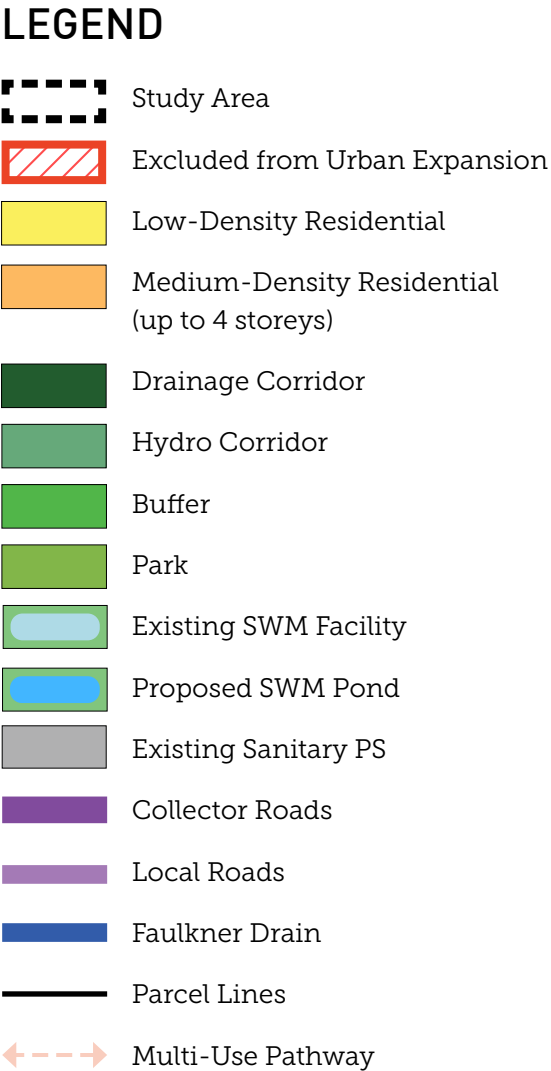 LEGEND
Study Area
Excluded from Urban Expansion
Low-Density Residential
Medium-Density Residential
(up to 4 storeys)
Drainage Corridor
Hydro Corridor
Buffer
Park
Existing SWM Facility
Proposed SWM Pond
Existing Sanitary PS
Collector Roads
Local Roads
Faulkner Drain
Parcel Lines
Multi-Use Pathway